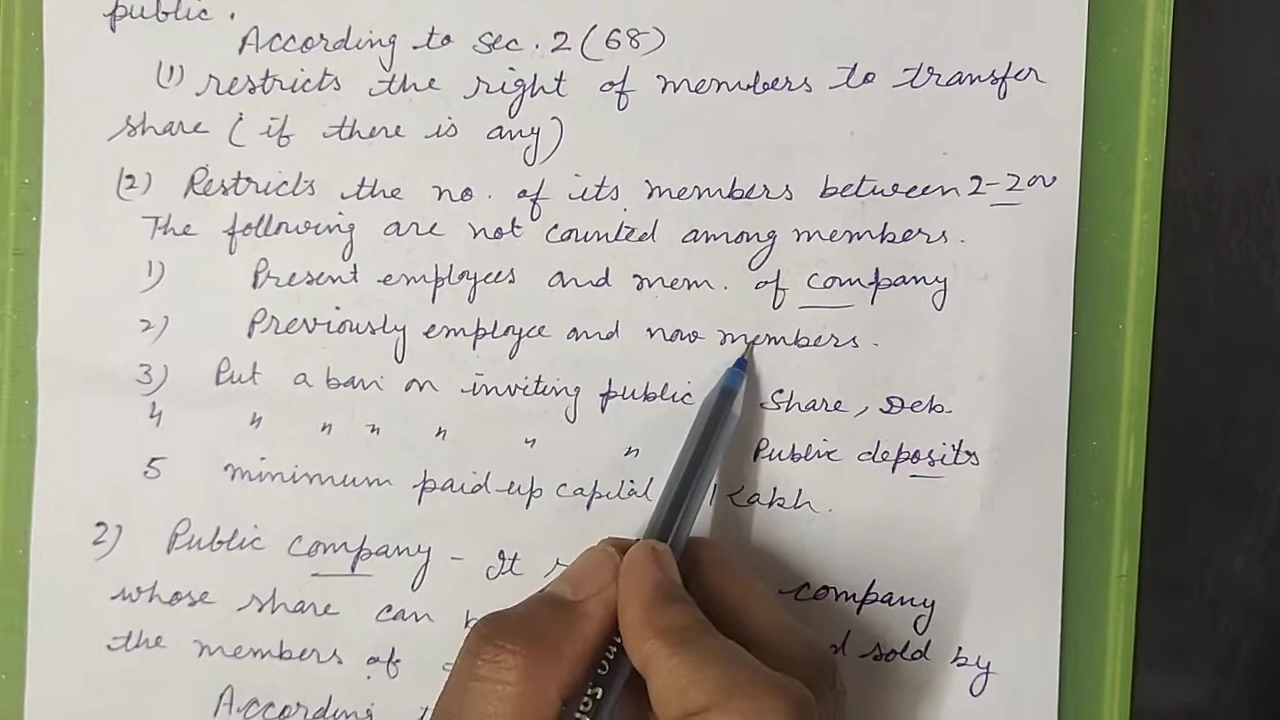 public.
According to sec. 2(68)
(1) restricts the right of members to transfer
share (if there is any)
(2) Restricts the no. of its members between 2-200
The following are not counted among members.
1) Present employees and mem. of company
2) Previously employee and now members.
3) Put a ban on inviting public Share, Deb.
4 " " " " " " Public deposits
5 minimum paid-up capital 1 Lakh.
2) Public company - It company
whose share can sold by
the members of
According